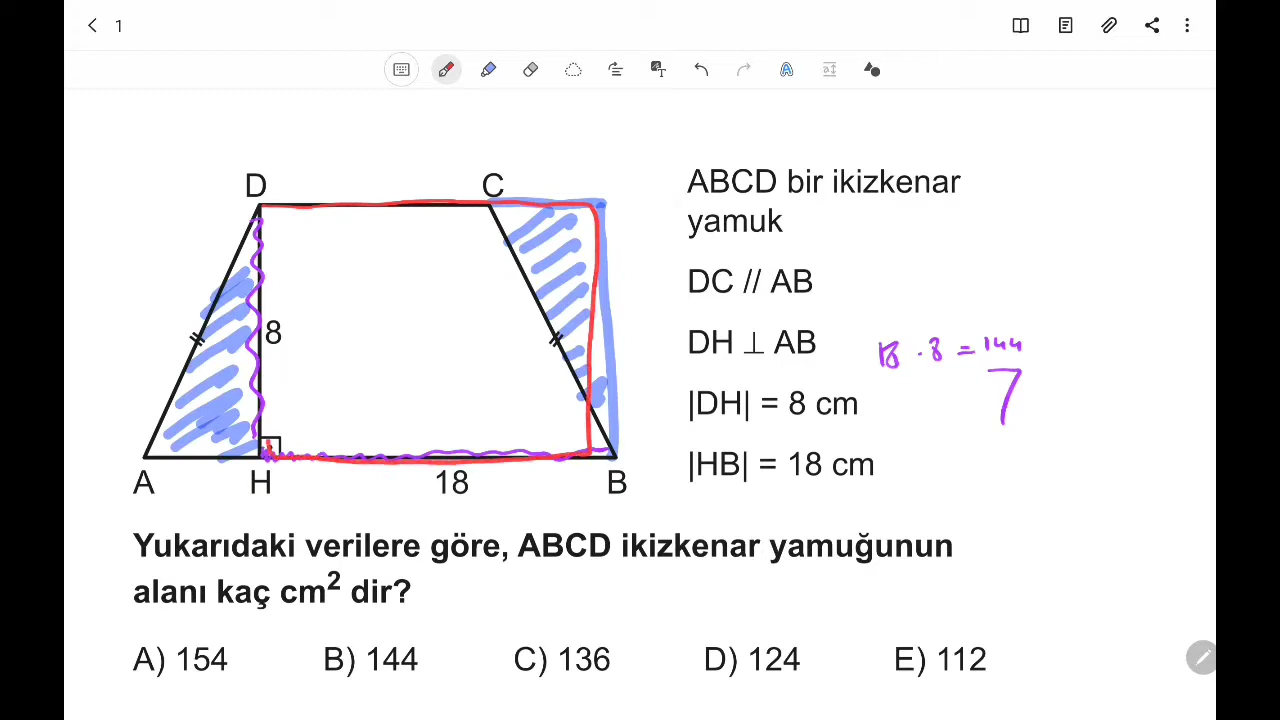 1
D C
ABCD bir ikizkenar
yamuk
DC // AB
8
DH ⊥ AB
18 . 8 = 144
|DH| = 8 cm
|HB| = 18 cm
A H 18 B
Yukarıdaki verilere göre, ABCD ikizkenar yamuğunun
alanı kaç cm² dir?
A) 154 B) 144 C) 136 D) 124 E) 112